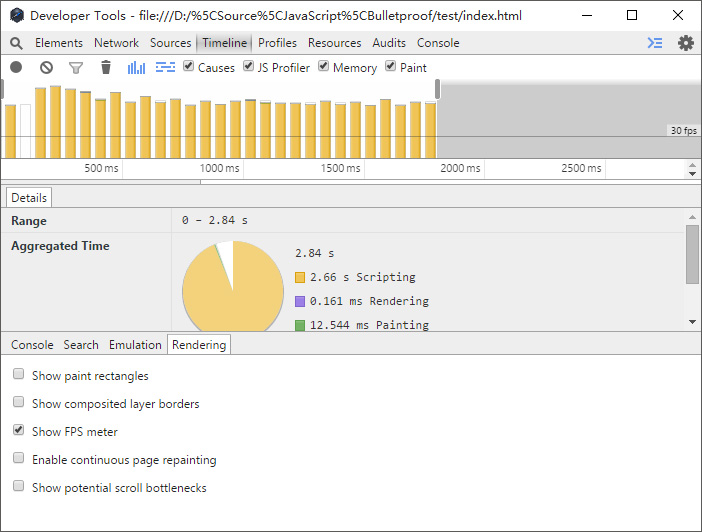 Developer Tools - file:///D:/%5CSource%5CJavaScript%5CBulletproof/test/index.html
Elements Network Sources Timeline Profiles Resources Audits Console
Causes JS Profiler Memory Paint
30 fps
500 ms 1000 ms 1500 ms 2000 ms 2500 ms
Details
Range 0 – 2.84 s
Aggregated Time
2.84 s
2.66 s Scripting
0.161 ms Rendering
12.544 ms Painting
Console Search Emulation Rendering
Show paint rectangles
Show composited layer borders
Show FPS meter
Enable continuous page repainting
Show potential scroll bottlenecks